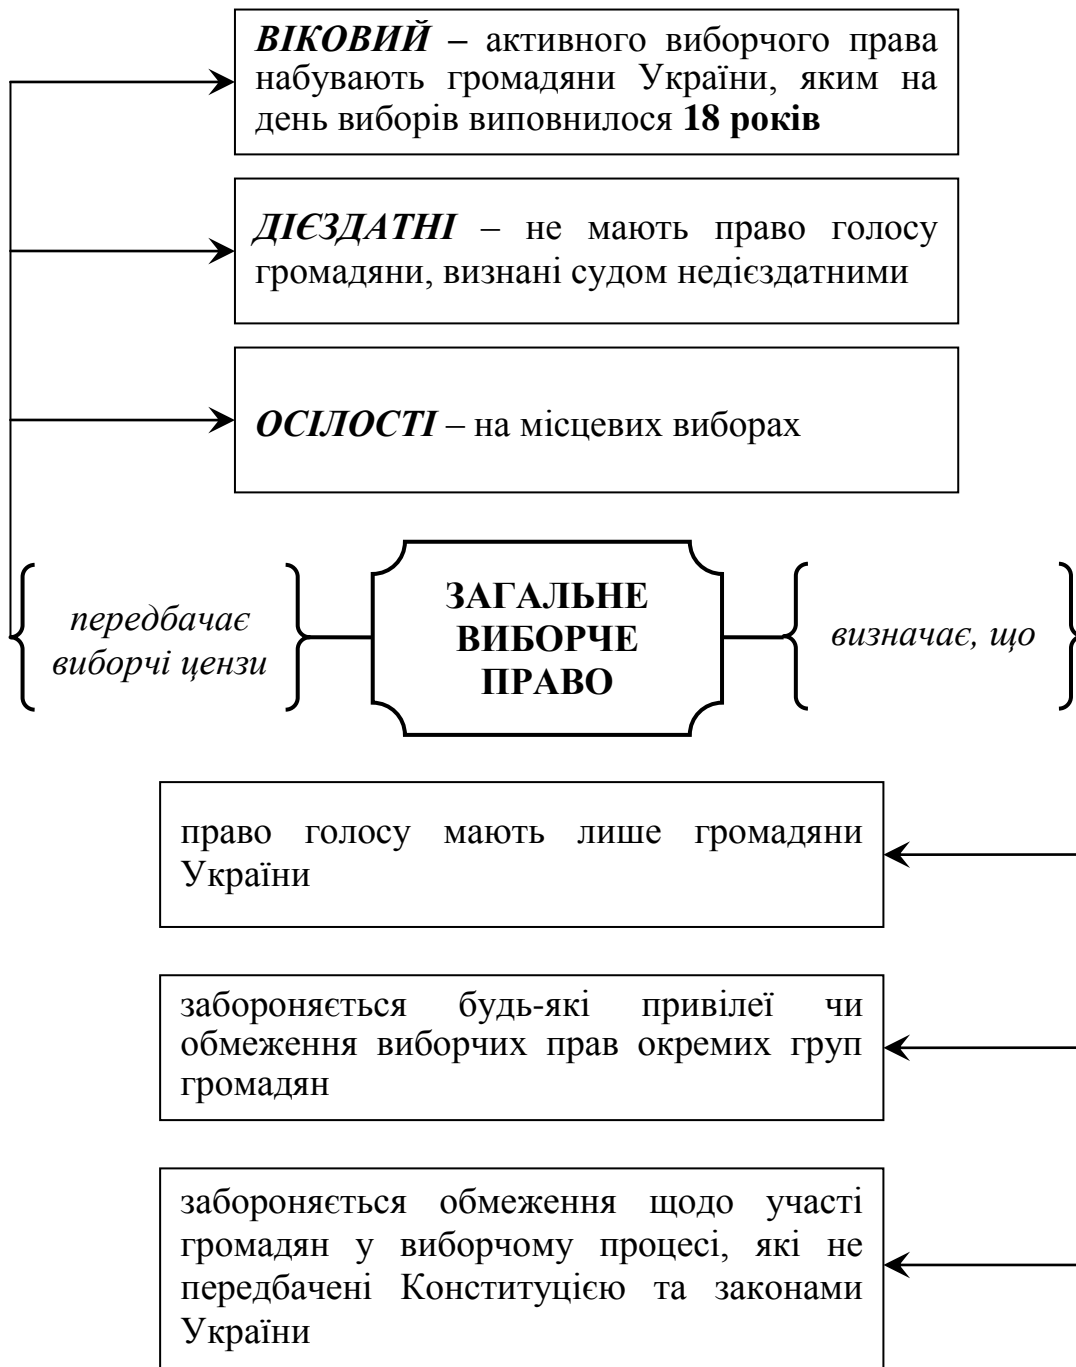 ВІКОВИЙ – активного виборчого права
набувають громадяни України, яким на
день виборів виповнилося 18 років
ДІЄЗДАТНІ – не мають право голосу
громадяни, визнані судом недієздатними
ОСІЛОСТІ – на місцевих виборах
передбачає
виборчі цензи
ЗАГАЛЬНЕ
ВИБОРЧЕ
ПРАВО
визначає, що
право голосу мають лише громадяни
України
забороняється будь-які привілеї чи
обмеження виборчих прав окремих груп
громадян
забороняється обмеження щодо участі
громадян у виборчому процесі, які не
передбачені Конституцією та законами
України